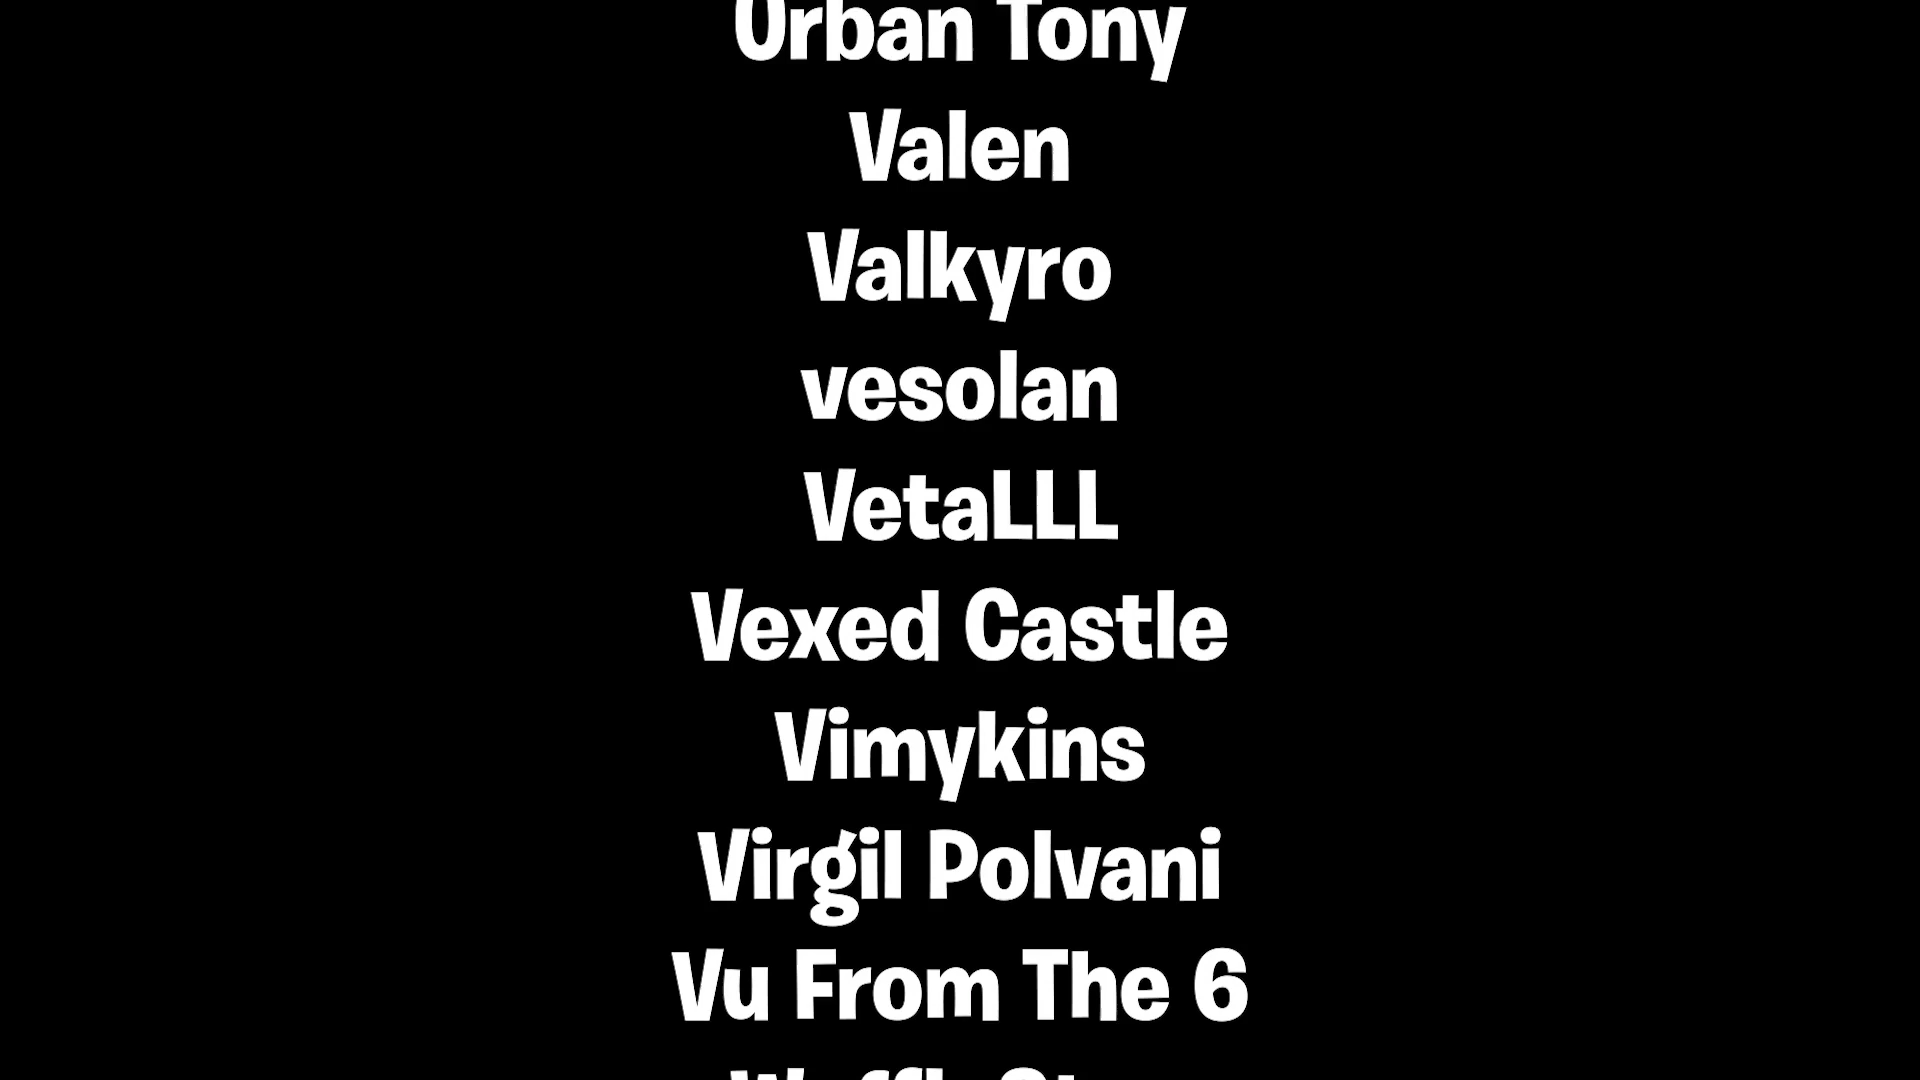 Urban Tony
Valen
Valkyro
vesolan
VetaLLL
Vexed Castle
Vimykins
Virgil Polvani
Vu From The 6